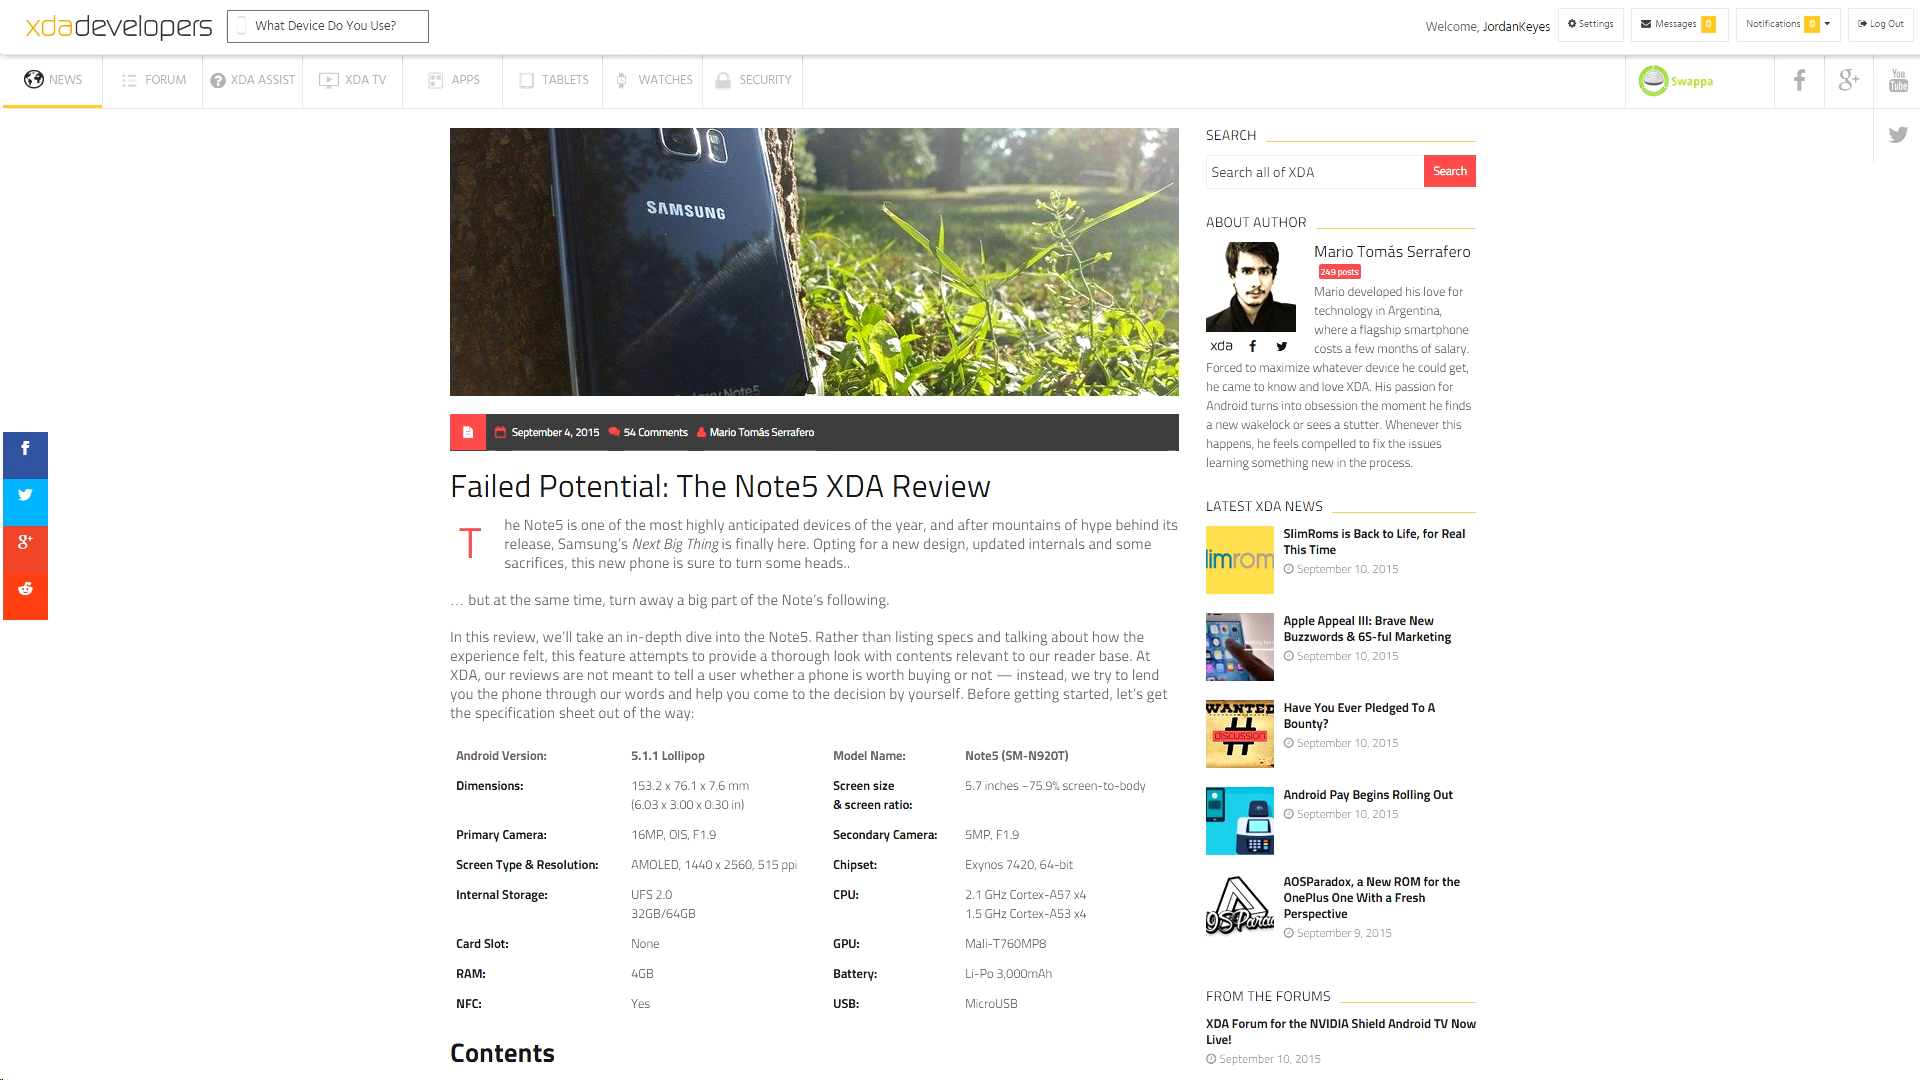 xdadevelopers
What Device Do You Use?
Welcome, JordanKeyes
Settings
Messages 0
Notifications 0
Log Out
NEWS
FORUM
XDA ASSIST
XDA TV
APPS
TABLETS
WATCHES
SECURITY
Swappa
f
g+
You Tube
SAMSUNG
Galaxy Note5
September 4, 2015 54 Comments Mario Tomás Serrafero
Failed Potential: The Note5 XDA Review
The Note5 is one of the most highly anticipated devices of the year, and after mountains of hype behind its
release, Samsung's Next Big Thing is finally here. Opting for a new design, updated internals and some
sacrifices, this new phone is sure to turn some heads..
… but at the same time, turn away a big part of the Note's following.
In this review, we'll take an in-depth dive into the Note5. Rather than listing specs and talking about how the
experience felt, this feature attempts to provide a thorough look with contents relevant to our reader base. At
XDA, our reviews are not meant to tell a user whether a phone is worth buying or not — instead, we try to lend
you the phone through our words and help you come to the decision by yourself. Before getting started, let's get
the specification sheet out of the way:
Android Version: 5.1.1 Lollipop Model Name: Note5 (SM-N920T)
Dimensions: 153.2 x 76.1 x 7.6 mm Screen size 5.7 inches ~75.9% screen-to-body
(6.03 x 3.00 x 0.30 in) & screen ratio:
Primary Camera: 16MP, OIS, F1.9 Secondary Camera: 5MP, F1.9
Screen Type & Resolution: AMOLED, 1440 x 2560, 515 ppi Chipset: Exynos 7420, 64-bit
Internal Storage: UFS 2.0 CPU: 2.1 GHz Cortex-A57 x4
32GB/64GB 1.5 GHz Cortex-A53 x4
Card Slot: None GPU: Mali-T760MP8
RAM: 4GB Battery: Li-Po 3,000mAh
NFC: Yes USB: MicroUSB
Contents
SEARCH
Search all of XDA Search
ABOUT AUTHOR
Mario Tomás Serrafero
249 posts
Mario developed his love for
technology in Argentina,
where a flagship smartphone
costs a few months of salary.
xda
Forced to maximize whatever device he could get,
he came to know and love XDA. His passion for
Android turns into obsession the moment he finds
a new wakelock or sees a stutter. Whenever this
happens, he feels compelled to fix the issues
learning something new in the process.
LATEST XDA NEWS
limrom
SlimRoms is Back to Life, for Real
This Time
September 10, 2015
Apple Appeal III: Brave New
Buzzwords & 6S-ful Marketing
September 10, 2015
WANTED
#
discussion
Have You Ever Pledged To A
Bounty?
September 10, 2015
Android Pay Begins Rolling Out
September 10, 2015
OSPara
AOSParadox, a New ROM for the
OnePlus One With a Fresh
Perspective
September 9, 2015
FROM THE FORUMS
XDA Forum for the NVIDIA Shield Android TV Now
Live!
September 10, 2015